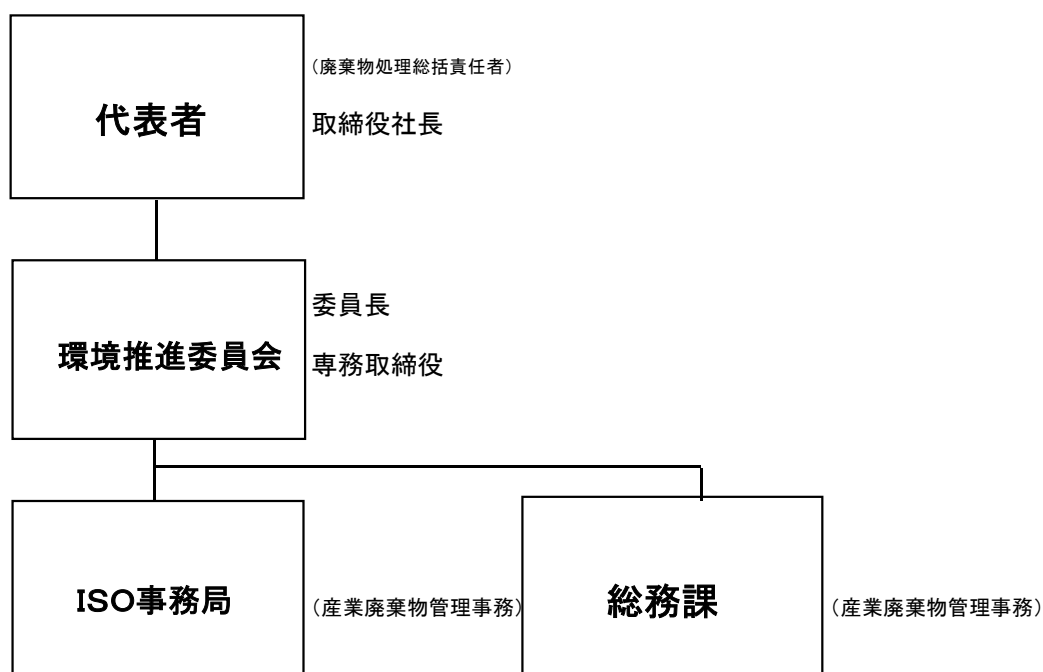 (廃棄物処理総括責任者)
代表者
取締役社長
委員長
環境推進委員会
専務取締役
ISO事務局
(産業廃棄物管理事務)
総務課
(産業廃棄物管理事務)